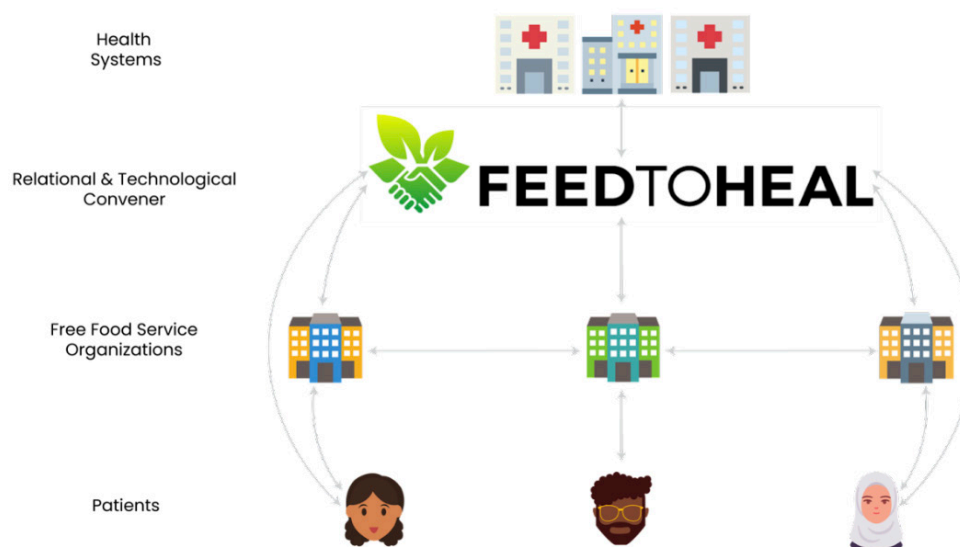 Health
Systems
Relational & Technological
Convener
FEEDTOHEAL
Free Food Service
Organizations
Patients